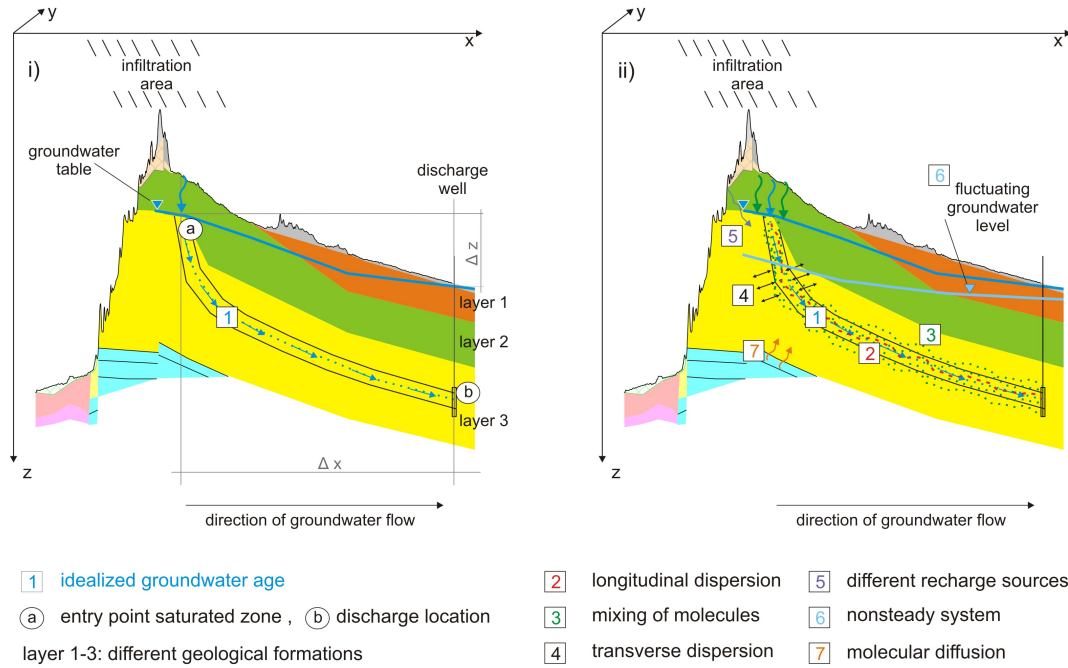 y
x
i)
infiltration
area
groundwater
table
discharge
well
a
Δ z
layer 1
1
layer 2
b
layer 3
Δ x
z
direction of groundwater flow
y
x
ii)
infiltration
area
6
fluctuating
groundwater
level
5
4
1
3
7
2
z
direction of groundwater flow
1 idealized groundwater age
a entry point saturated zone , b discharge location
layer 1-3: different geological formations
2 longitudinal dispersion
3 mixing of molecules
4 transverse dispersion
5 different recharge sources
6 nonsteady system
7 molecular diffusion